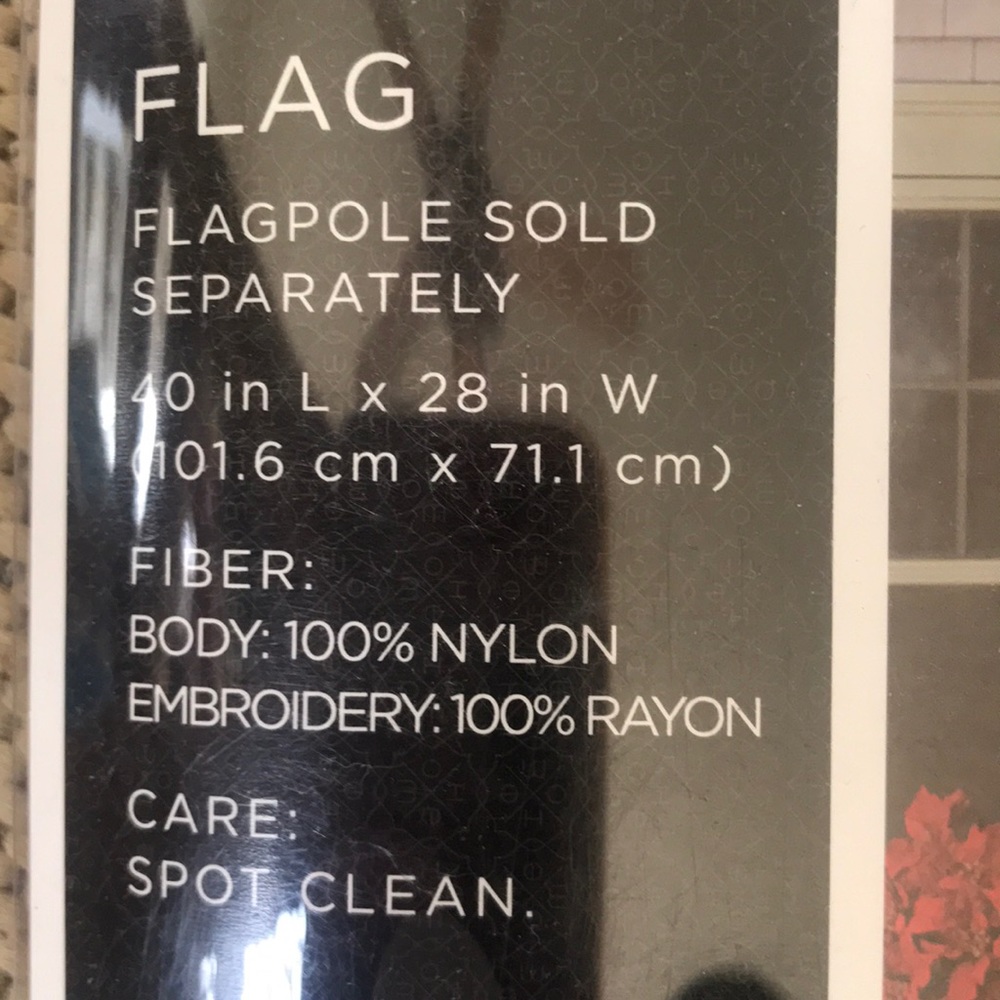 FLAG
FLAGPOLE SOLD
SEPARATELY
40 in L x 28 in W
(101.6 cm x 71.1 cm)
FIBER:
BODY: 100% NYLON
EMBROIDERY: 100% RAYON
CARE:
SPOT CLEAN.